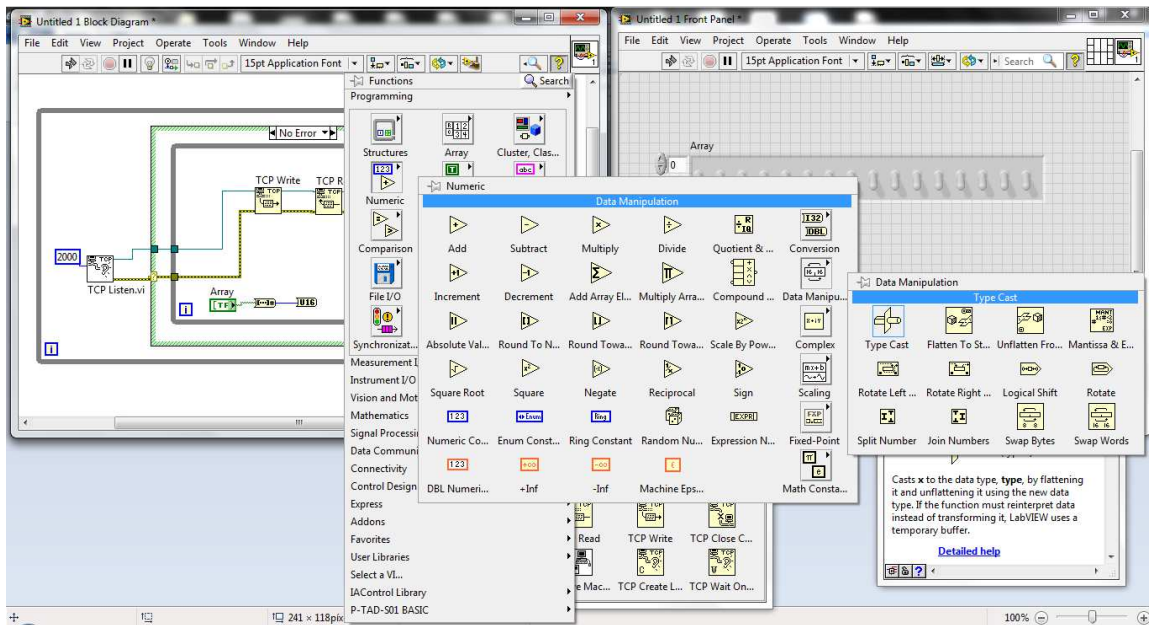 Untitled 1 Block Diagram *
File Edit View Project Operate Tools Window Help
15pt Application Font
Functions
Search
Programming
Structures
Array
Cluster, Clas...
Numeric
Comparison
File I/O
Synchronizat...
Measurement I
Instrument I/O
Vision and Mot
Mathematics
Signal Processi
Data Communi
Connectivity
Control Design
Express
Addons
Favorites
User Libraries
Select a VI...
IAControl Library
P-TAD-S01 BASIC
No Error
TCP Write
TCP R
2000
TCP Listen.vi
Array
TF
U16
i
i
Numeric
Data Manipulation
Add Subtract Multiply Divide Quotient & ... Conversion
Increment Decrement Add Array El... Multiply Arra... Compound ... Data Manipu...
Absolute Val... Round To N... Round Towa... Round Towa... Scale By Pow... Complex
Square Root Square Negate Reciprocal Sign Scaling
Numeric Co... Enum Const... Ring Constant Random Nu... Expression N... Fixed-Point
DBL Numeri... +Inf -Inf Machine Eps... Math Consta...
Read TCP Write TCP Close C...
e Mac... TCP Create L... TCP Wait On...
Untitled 1 Front Panel *
File Edit View Project Operate Tools Window Help
15pt Application Font
Search
Array
0
Data Manipulation
Type Cast
Type Cast Flatten To St... Unflatten Fro... Mantissa & E...
Rotate Left ... Rotate Right ... Logical Shift Rotate
Split Number Join Numbers Swap Bytes Swap Words
Casts x to the data type, type, by flattening
it and unflattening it using the new data
type. If the function must reinterpret data
instead of transforming it, LabVIEW uses a
temporary buffer.
Detailed help
241 × 118pix
100%